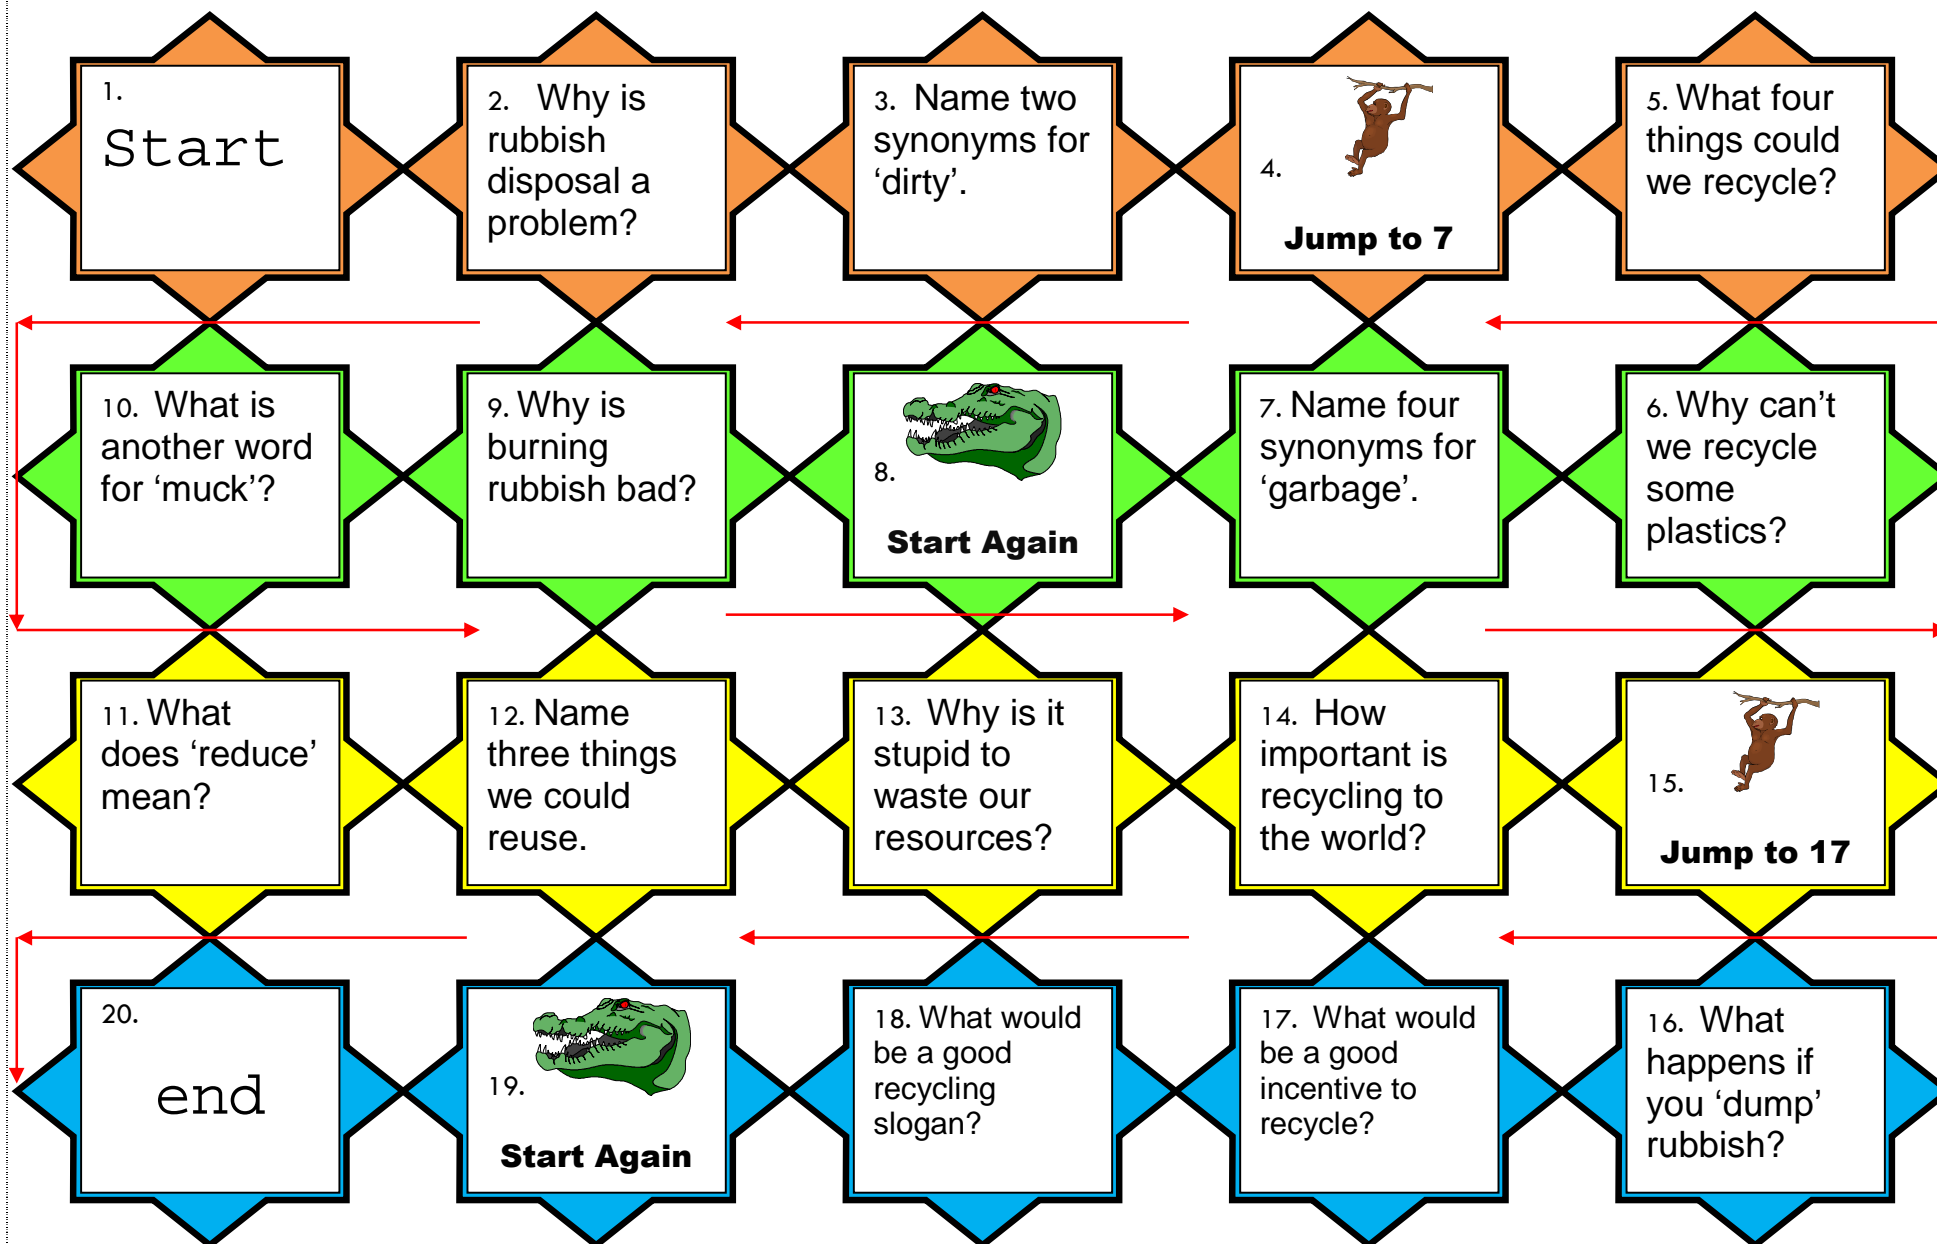 1.
Start
2. Why is
rubbish
disposal a
problem?
3. Name two
synonyms for
‘dirty’.
4.
Jump to 7
5. What four
things could
we recycle?
10. What is
another word
for ‘muck’?
9. Why is
burning
rubbish bad?
8.
Start Again
7. Name four
synonyms for
‘garbage’.
6. Why can’t
we recycle
some
plastics?
11. What
does ‘reduce’
mean?
12. Name
three things
we could
reuse.
13. Why is it
stupid to
waste our
resources?
14. How
important is
recycling to
the world?
15.
Jump to 17
20.
end
19.
Start Again
18. What would
be a good
recycling
slogan?
17. What would
be a good
incentive to
recycle?
16. What
happens if
you ‘dump’
rubbish?